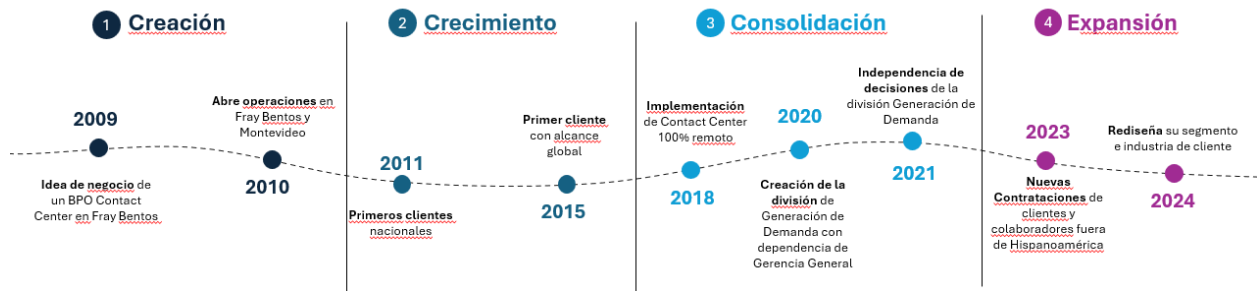 1 Creación
2009
Idea de negocio de
un BPO Contact
Center en Fray Bentos
Abre operaciones en
Fray Bentos y
Montevideo
2010
2 Crecimiento
2011
Primeros clientes
nacionales
Primer cliente
con alcance
global
2015
3 Consolidación
Implementación
de Contact Center
100% remoto
2018
2020
Creación de la
división de
Generación de
Demanda con
dependencia de
Gerencia General
Independencia de
decisiones de la
división Generación de
Demanda
2021
4 Expansión
2023
Nuevas
Contrataciones de
clientes y
colaboradores fuera
de Hispanoamérica
Rediseña su segmento
e industria de cliente
2024